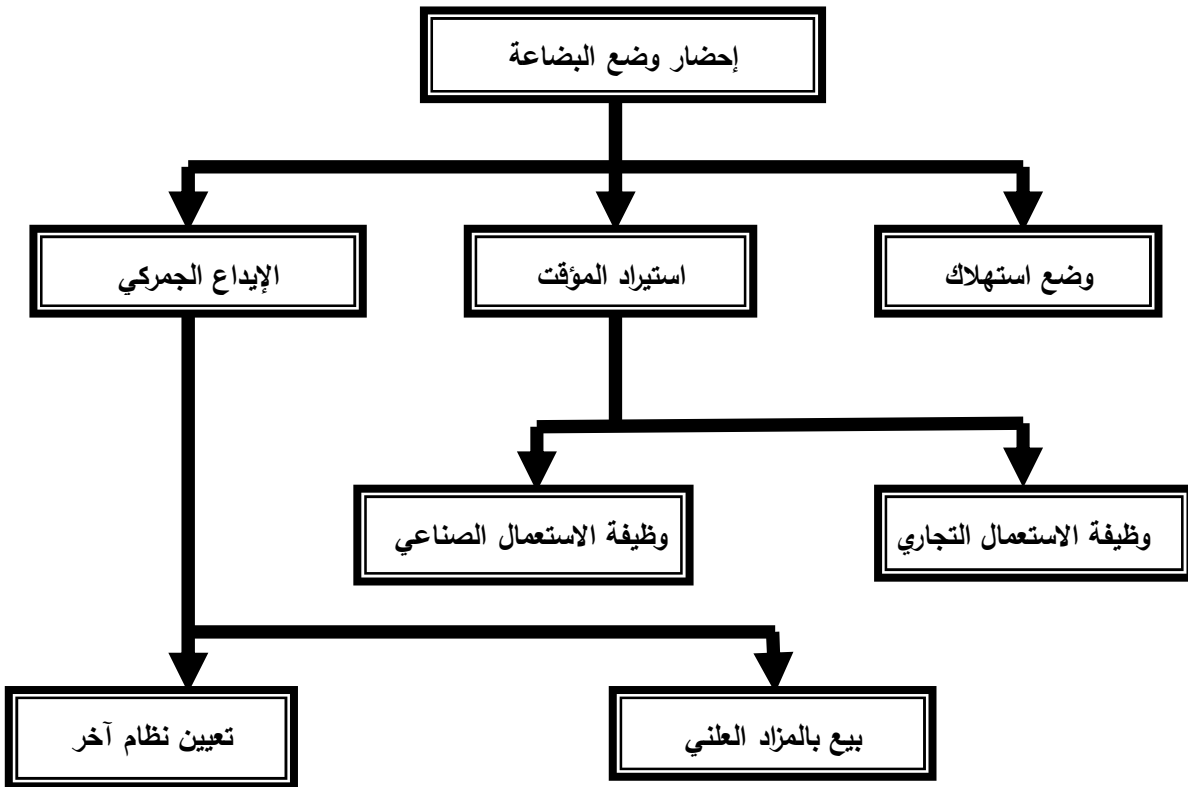 إحضار وضع البضاعة
وضع استهلاك
استيراد المؤقت
الإيداع الجمركي
وظيفة الاستعمال التجاري
وظيفة الاستعمال الصناعي
بيع بالمزاد العلني
تعيين نظام آخر